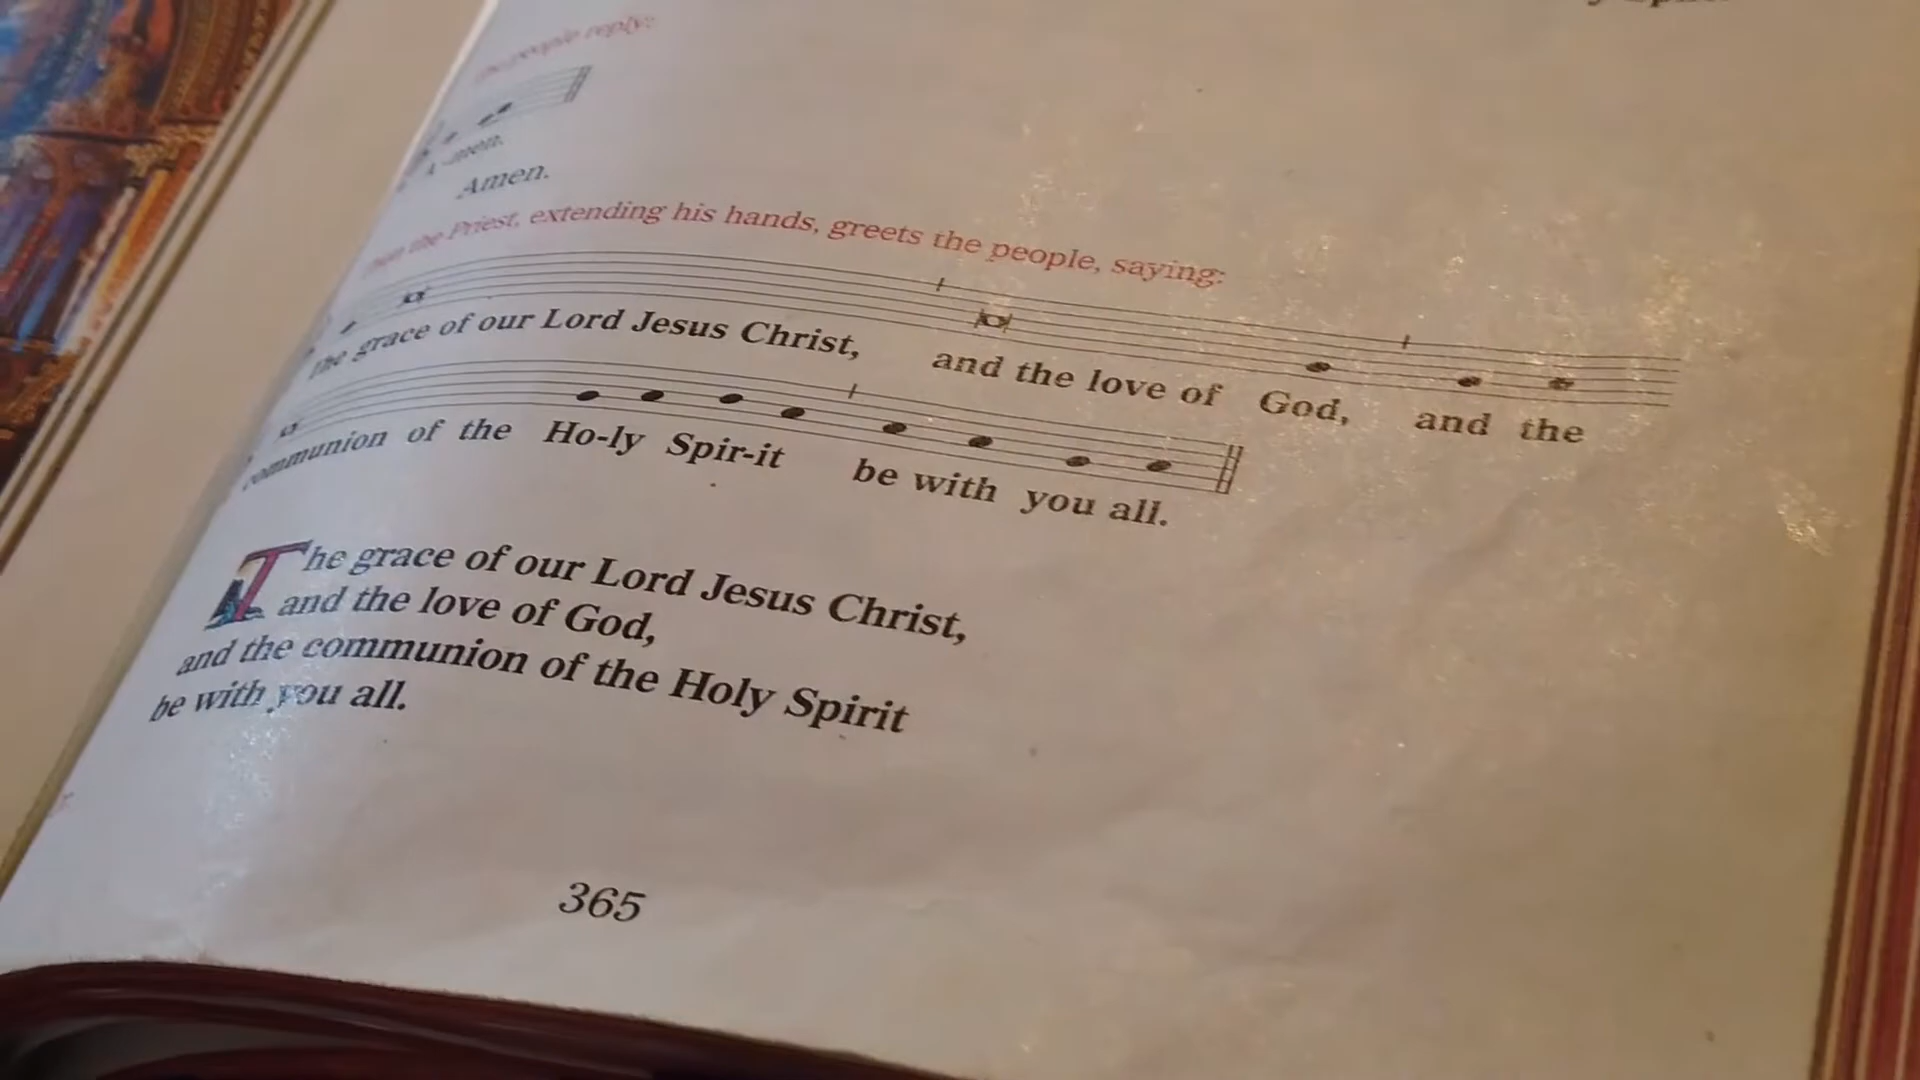 people reply:
A - men.
Amen.
the Priest, extending his hands, greets the people, saying:
The grace of our Lord Jesus Christ, and the love of God, and the
communion of the Ho-ly Spir-it be with you all.
The grace of our Lord Jesus Christ,
and the love of God,
and the communion of the Holy Spirit
be with you all.
365